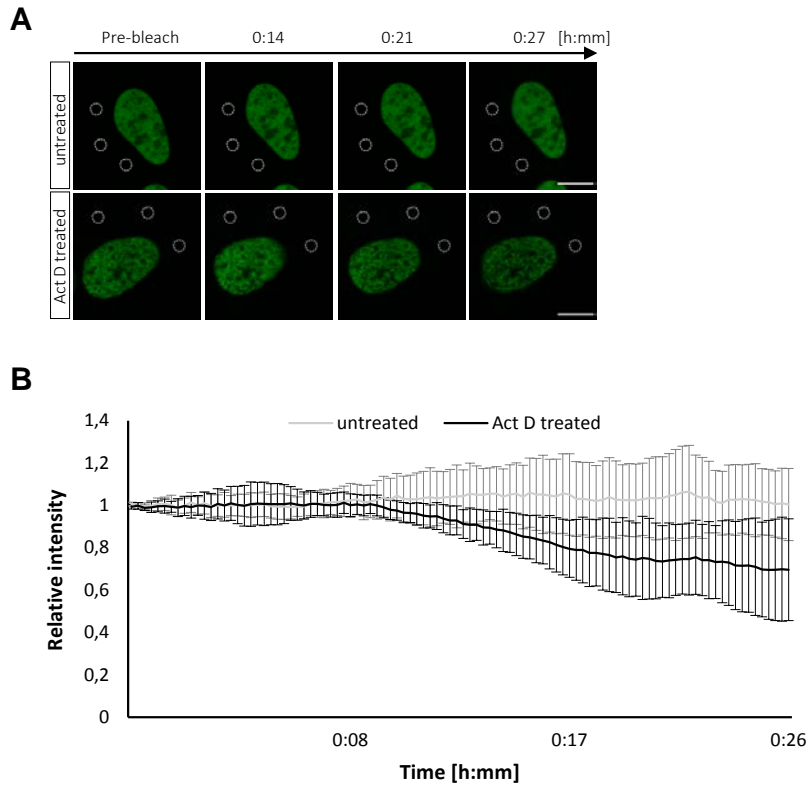 A
Pre-bleach 0:14 0:21 0:27 [h:mm]
untreated
Act D treated
B
untreated Act D treated
1,4
1,2
1
0,8
0,6
0,4
0,2
0
Relative intensity
0:08 0:17 0:26
Time [h:mm]